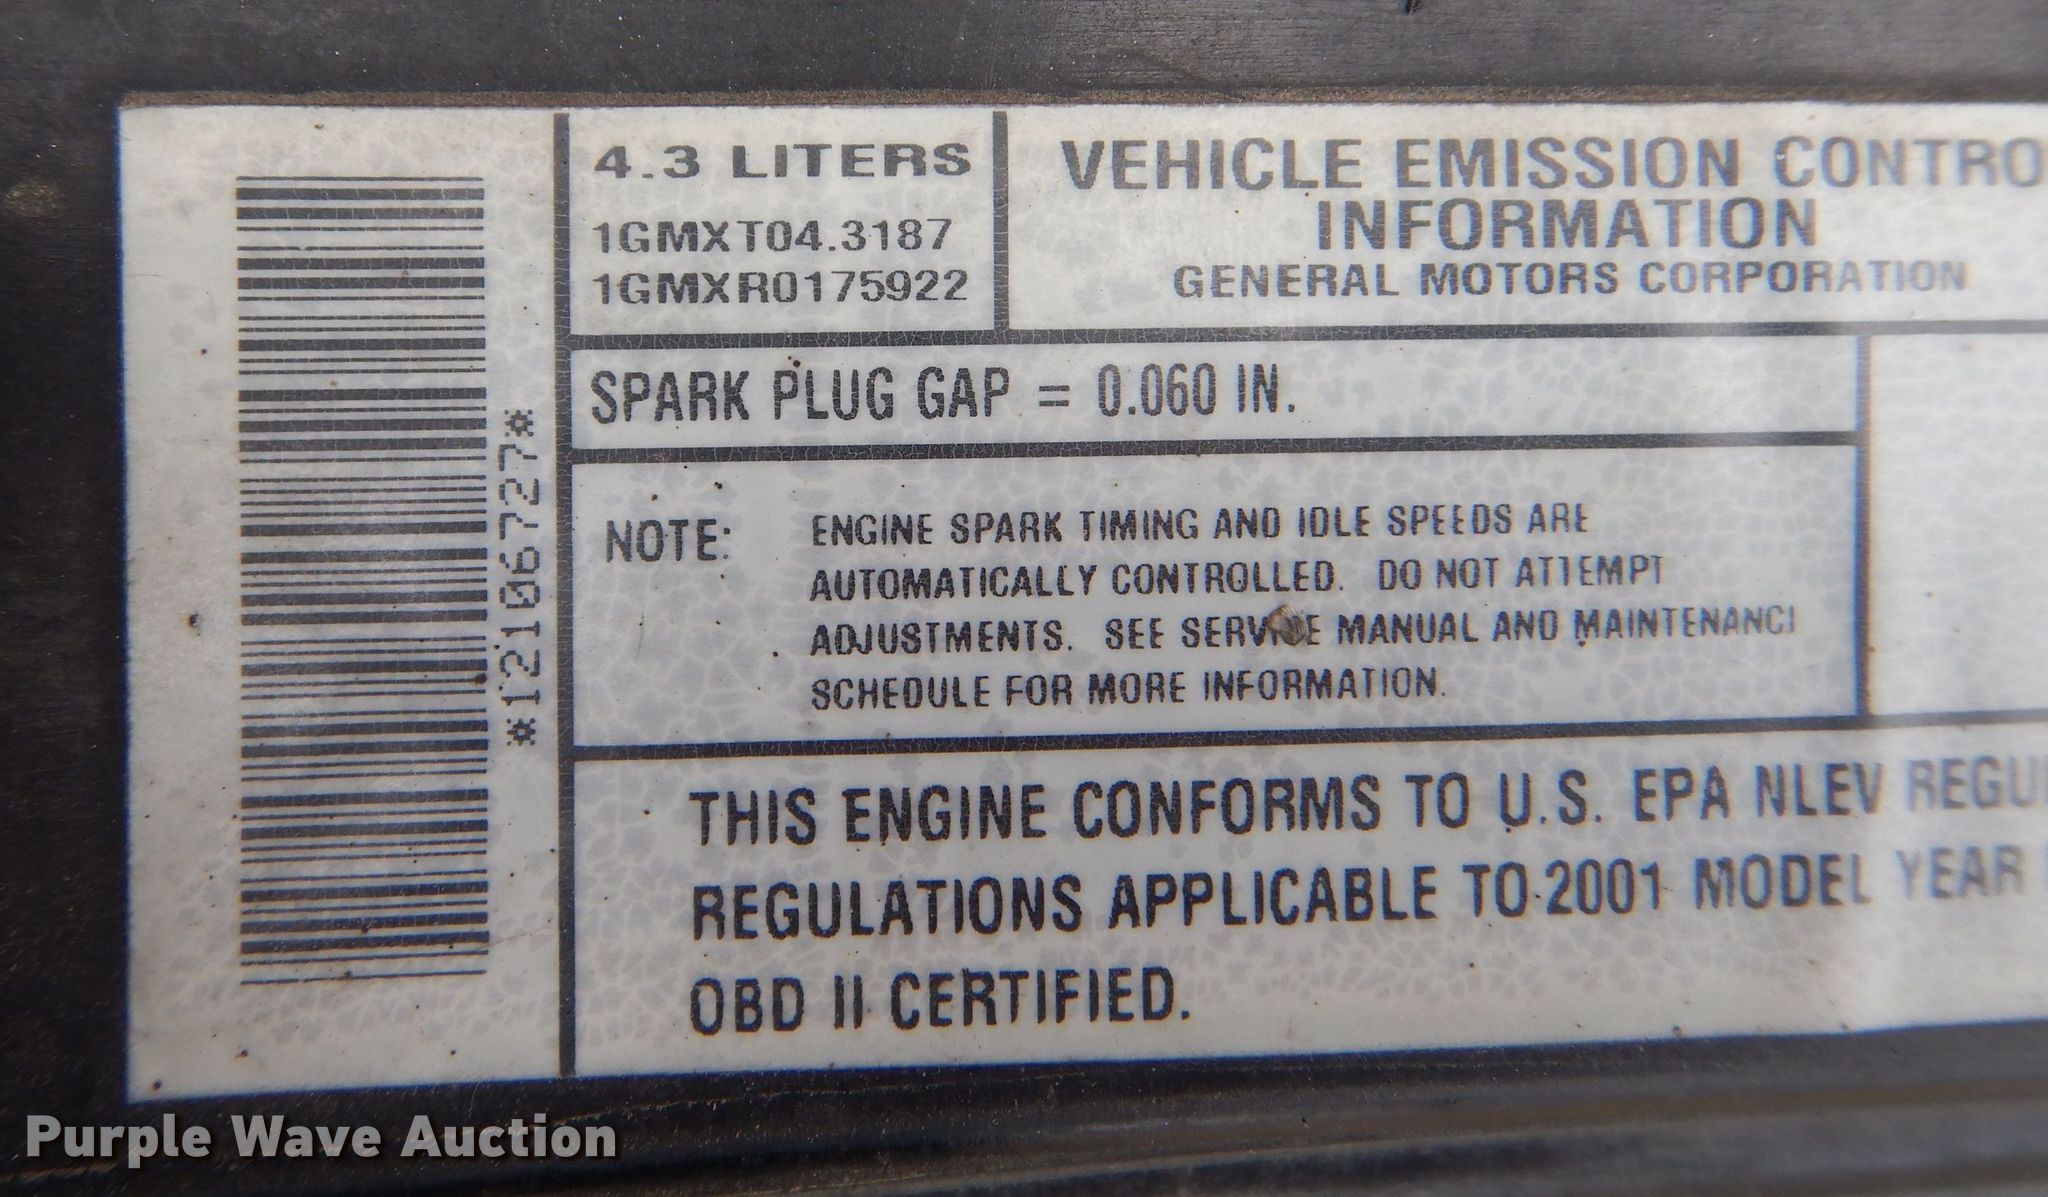 *12106727*
4.3 LITERS
1GMXT04.3187
1GMXR0175922
VEHICLE EMISSION CONTRO
INFORMATION
GENERAL MOTORS CORPORATION
SPARK PLUG GAP = 0.060 IN.
NOTE: ENGINE SPARK TIMING AND IDLE SPEEDS ARE
AUTOMATICALLY CONTROLLED. DO NOT ATTEMPT
ADJUSTMENTS. SEE SERVICE MANUAL AND MAINTENANCE
SCHEDULE FOR MORE INFORMATION.
THIS ENGINE CONFORMS TO U.S. EPA NLEV REGU
REGULATIONS APPLICABLE TO 2001 MODEL YEAR
OBD II CERTIFIED.
Purple Wave Auction